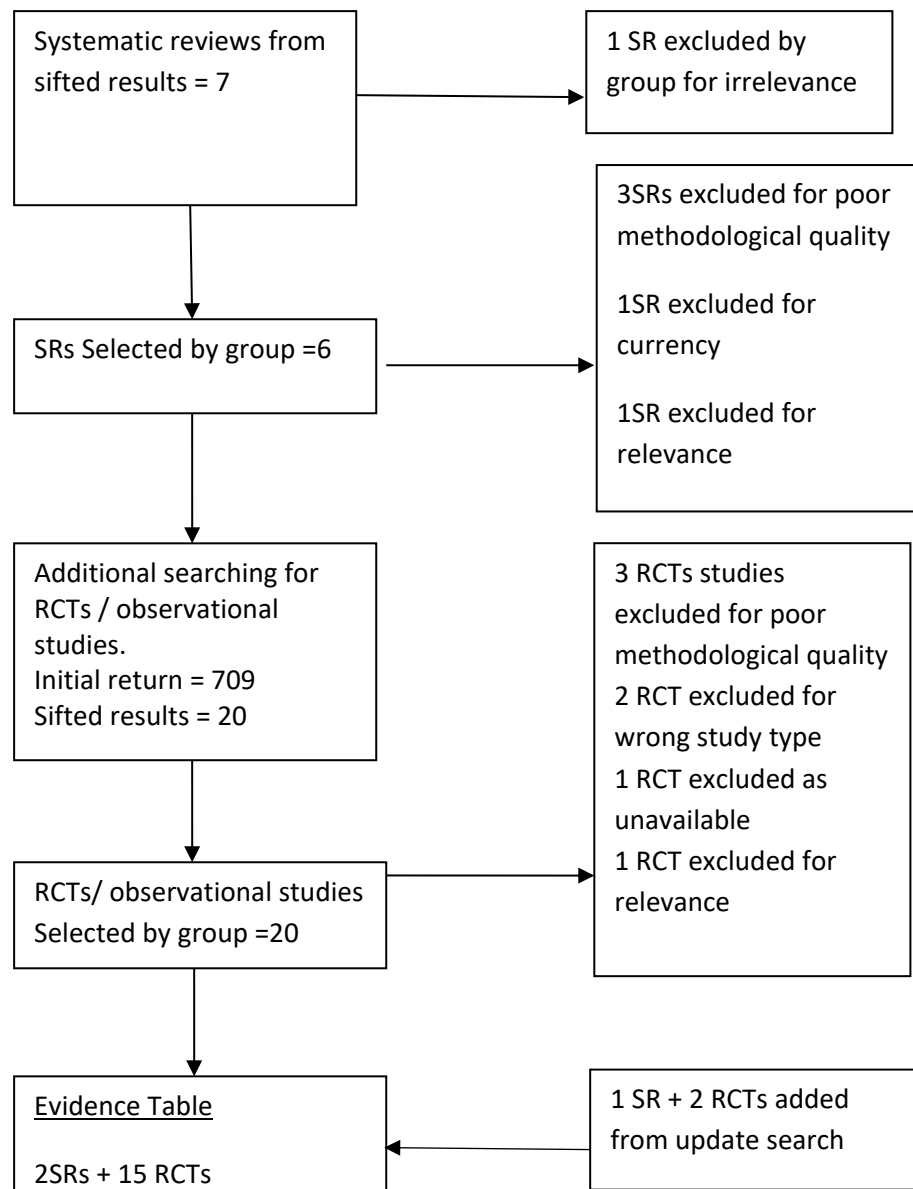 Systematic reviews from
sifted results = 7
1 SR excluded by
group for irrelevance
3SRs excluded for poor
methodological quality
1SR excluded for
currency
1SR excluded for
relevance
SRs Selected by group =6
Additional searching for
RCTs / observational
studies.
Initial return = 709
Sifted results = 20
3 RCTs studies
excluded for poor
methodological quality
2 RCT excluded for
wrong study type
1 RCT excluded as
unavailable
1 RCT excluded for
relevance
RCTs/ observational studies
Selected by group =20
Evidence Table
2SRs + 15 RCTs
1 SR + 2 RCTs added
from update search